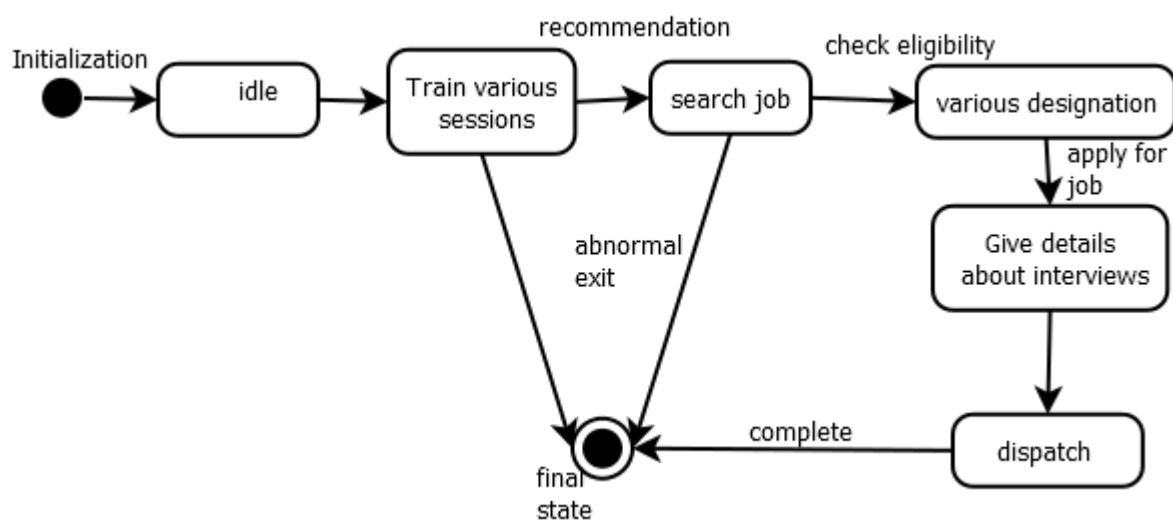 recommendation
Initialization
check eligibility
idle
Train various
sessions
search job
various designation
apply for
job
Give details
about interviews
abnormal
exit
complete
dispatch
final
state